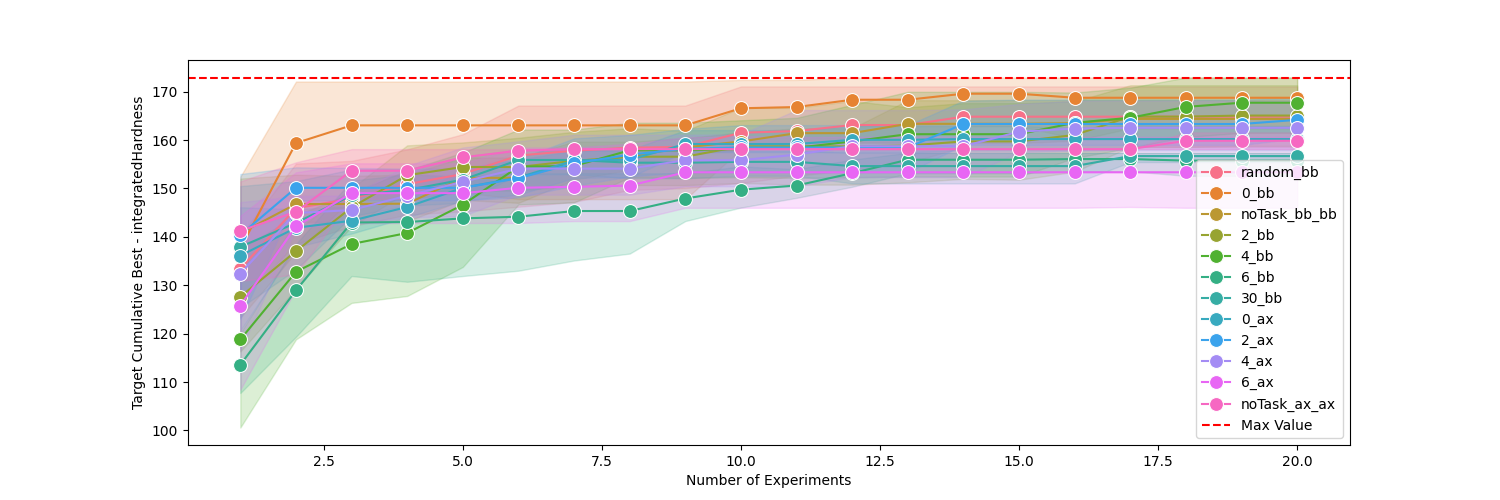 Target Cumulative Best - integratedHardness
170
160
150
140
130
120
110
100
2.5
5.0
7.5
10.0
12.5
15.0
17.5
20.0
Number of Experiments
random_bb
0_bb
noTask_bb_bb
2_bb
4_bb
6_bb
30_bb
0_ax
2_ax
4_ax
6_ax
noTask_ax_ax
Max Value